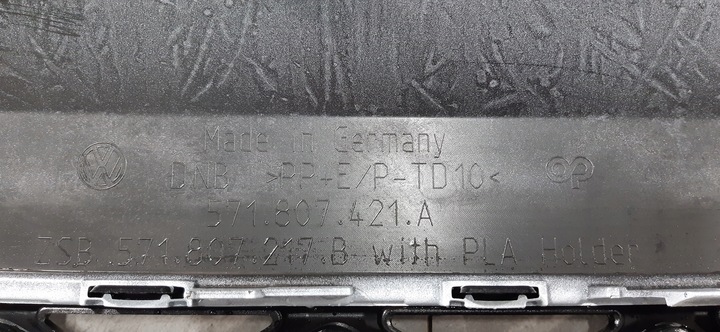 Made in Germany
DNB >PP+E/P-TD10<
571.807.421.A
ZSB.571.807.217.B with PLA Holder